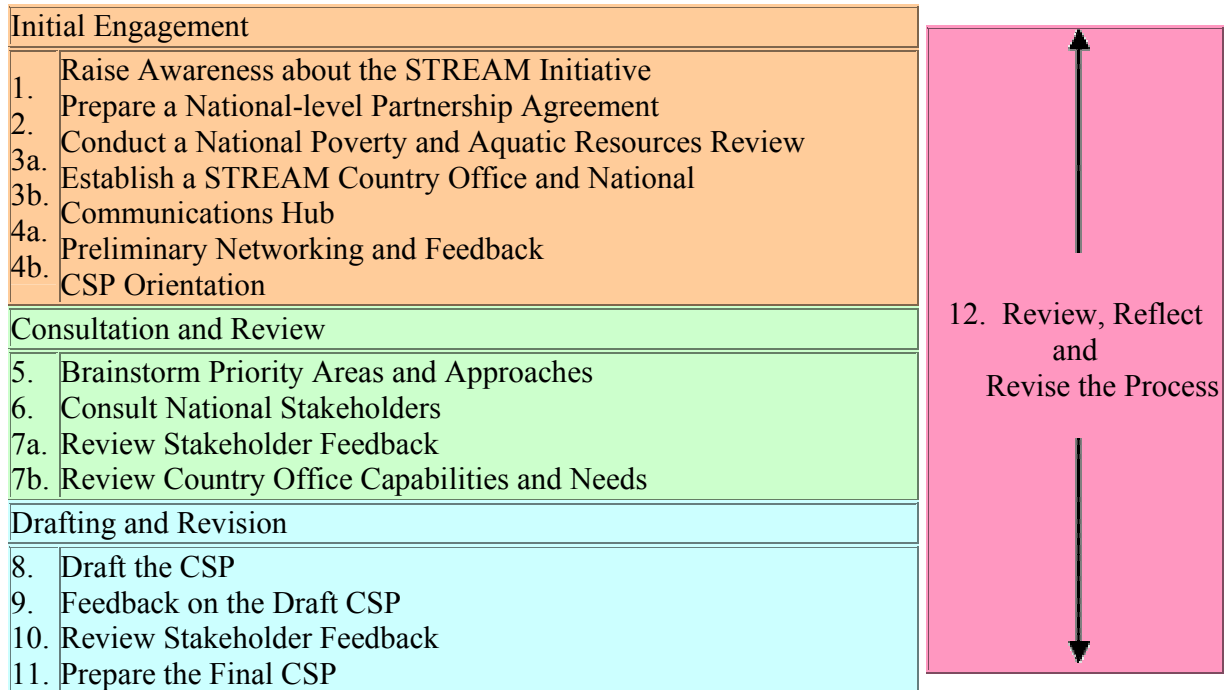 Initial Engagement
1.
2.
3a.
3b.
4a.
4b.
Raise Awareness about the STREAM Initiative
Prepare a National-level Partnership Agreement
Conduct a National Poverty and Aquatic Resources Review
Establish a STREAM Country Office and National
Communications Hub
Preliminary Networking and Feedback
CSP Orientation
Consultation and Review
5. Brainstorm Priority Areas and Approaches
6. Consult National Stakeholders
7a. Review Stakeholder Feedback
7b. Review Country Office Capabilities and Needs
Drafting and Revision
8. Draft the CSP
9. Feedback on the Draft CSP
10. Review Stakeholder Feedback
11. Prepare the Final CSP
12. Review, Reflect
and
Revise the Process